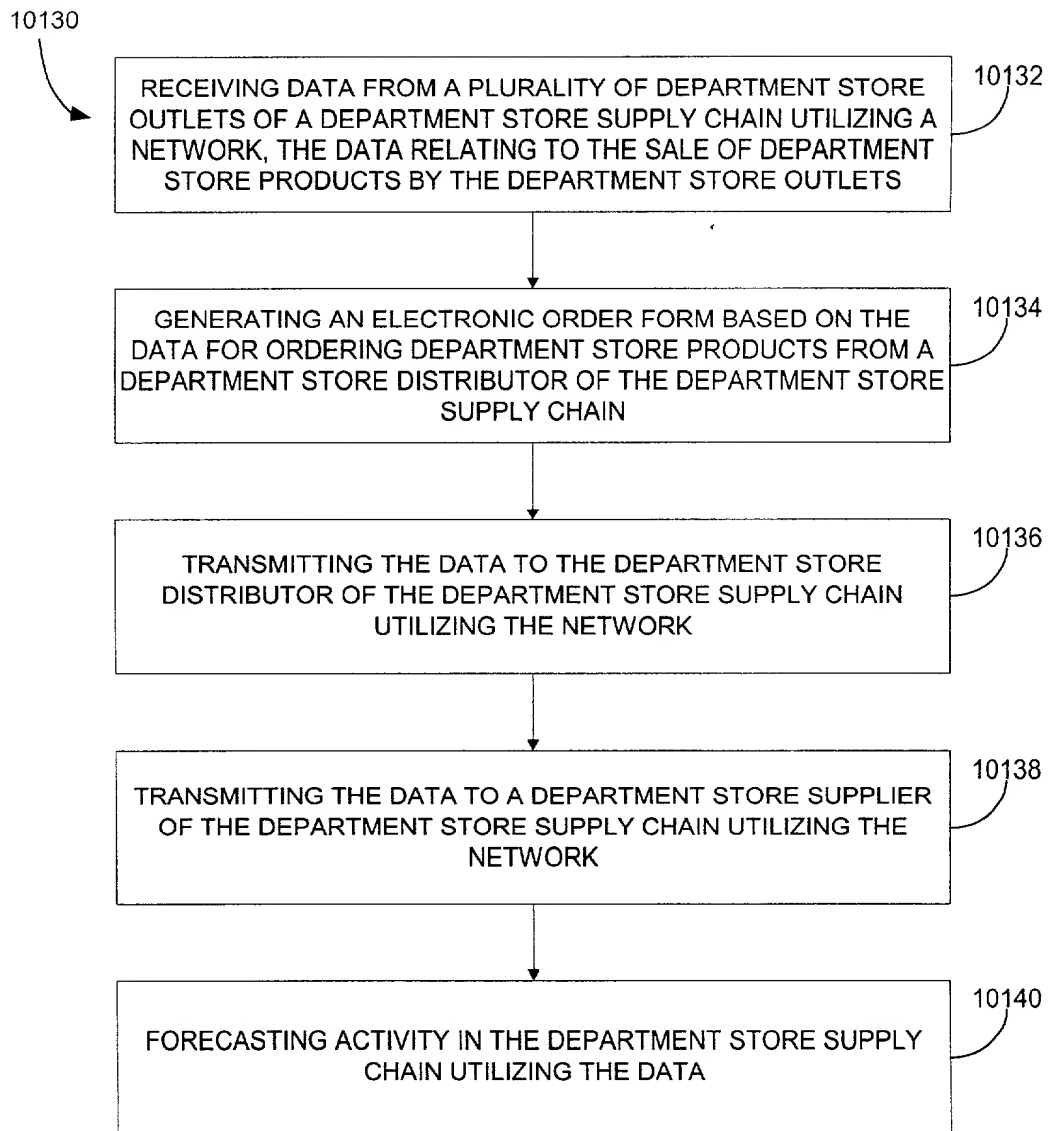 10130
RECEIVING DATA FROM A PLURALITY OF DEPARTMENT STORE
OUTLETS OF A DEPARTMENT STORE SUPPLY CHAIN UTILIZING A
NETWORK, THE DATA RELATING TO THE SALE OF DEPARTMENT
STORE PRODUCTS BY THE DEPARTMENT STORE OUTLETS
10132
GENERATING AN ELECTRONIC ORDER FORM BASED ON THE
DATA FOR ORDERING DEPARTMENT STORE PRODUCTS FROM A
DEPARTMENT STORE DISTRIBUTOR OF THE DEPARTMENT STORE
SUPPLY CHAIN
10134
TRANSMITTING THE DATA TO THE DEPARTMENT STORE
DISTRIBUTOR OF THE DEPARTMENT STORE SUPPLY CHAIN
UTILIZING THE NETWORK
10136
TRANSMITTING THE DATA TO A DEPARTMENT STORE SUPPLIER
OF THE DEPARTMENT STORE SUPPLY CHAIN UTILIZING THE
NETWORK
10138
FORECASTING ACTIVITY IN THE DEPARTMENT STORE SUPPLY
CHAIN UTILIZING THE DATA
10140